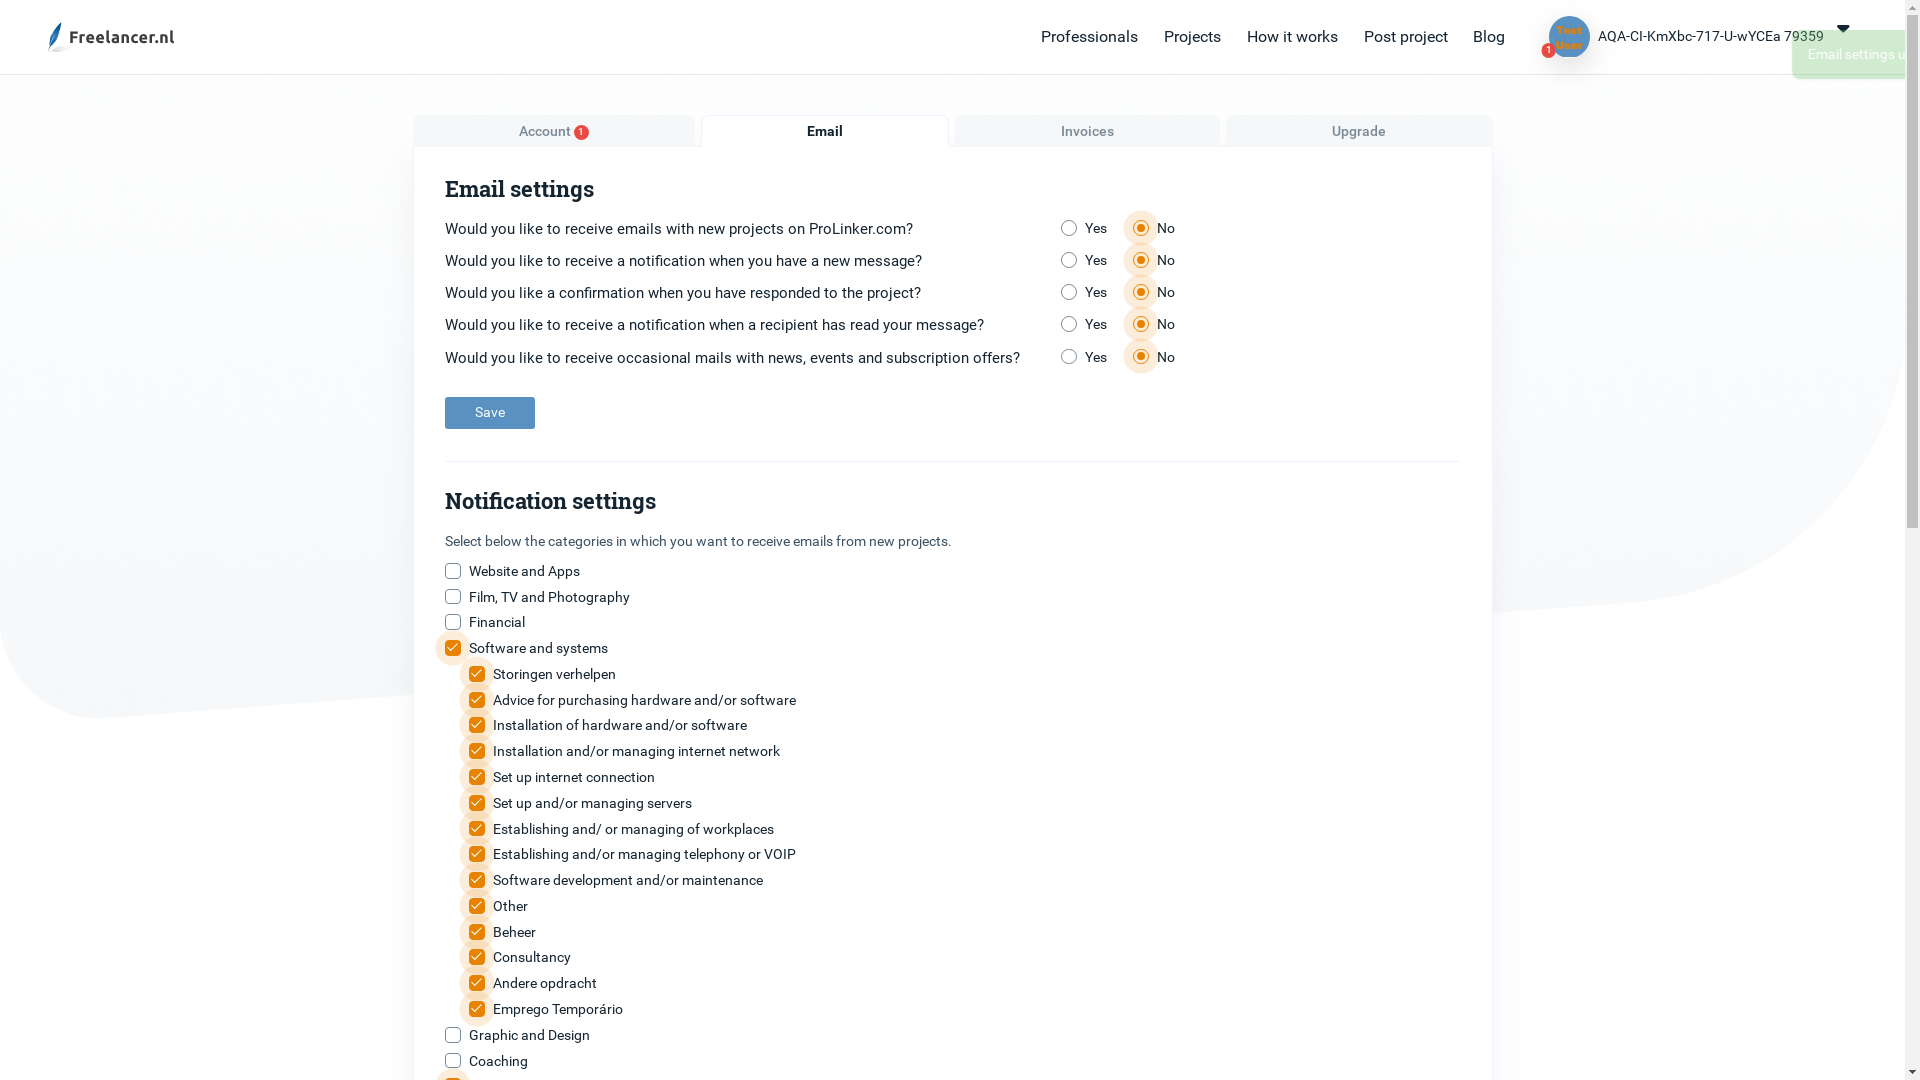 Freelancer.nl
Professionals Projects How it works Post project Blog
Test User
1
AQA-CI-KmXbc-717-U-wYCEa 79359
Email settings
Account 1
Email
Invoices
Upgrade
Email settings
Would you like to receive emails with new projects on ProLinker.com? Yes No
Would you like to receive a notification when you have a new message? Yes No
Would you like a confirmation when you have responded to the project? Yes No
Would you like to receive a notification when a recipient has read your message? Yes No
Would you like to receive occasional mails with news, events and subscription offers? Yes No
Save
Notification settings
Select below the categories in which you want to receive emails from new projects.
Website and Apps
Film, TV and Photography
Financial
Software and systems
Storingen verhelpen
Advice for purchasing hardware and/or software
Installation of hardware and/or software
Installation and/or managing internet network
Set up internet connection
Set up and/or managing servers
Establishing and/ or managing of workplaces
Establishing and/or managing telephony or VOIP
Software development and/or maintenance
Other
Beheer
Consultancy
Andere opdracht
Emprego Temporário
Graphic and Design
Coaching